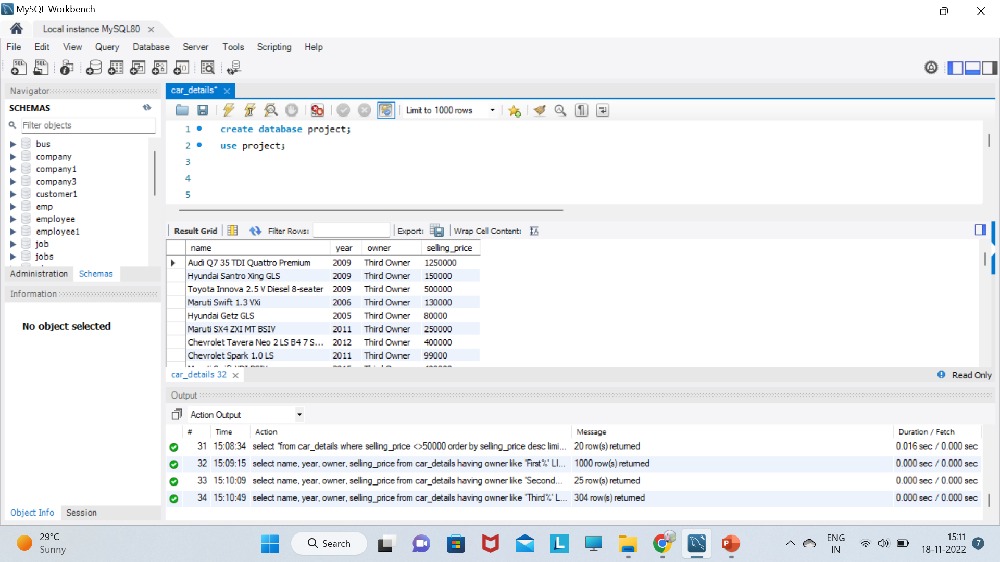 MySQL Workbench
Local instance MySQL80
File Edit View Query Database Server Tools Scripting Help
Navigator
SCHEMAS
Filter objects
bus
company
company1
company3
customer1
emp
employee
employee1
job
jobs
Administration Schemas
Information
No object selected
Object Info Session
car_details*
Limit to 1000 rows
1 create database project;
2 use project;
3
4
5
Result Grid Filter Rows: Export: Wrap Cell Content:
name year owner selling_price
Audi Q7 35 TDI Quattro Premium 2009 Third Owner 1250000
Hyundai Santro Xing GLS 2009 Third Owner 150000
Toyota Innova 2.5 V Diesel 8-seater 2009 Third Owner 500000
Maruti Swift 1.3 VXi 2006 Third Owner 130000
Hyundai Getz GLS 2005 Third Owner 80000
Maruti SX4 ZXI MT BSIV 2011 Third Owner 250000
Chevrolet Tavera Neo 2 LS B4 7 S... 2012 Third Owner 400000
Chevrolet Spark 1.0 LS 2011 Third Owner 99000
car_details 32 Read Only
Output
Action Output
# Time Action Message Duration / Fetch
31 15:08:34 select *from car_details where selling_price <>50000 order by selling_price desc limi... 20 row(s) returned 0.016 sec / 0.000 sec
32 15:09:15 select name, year, owner, selling_price from car_details having owner like 'First%' LI... 1000 row(s) returned 0.000 sec / 0.000 sec
33 15:10:09 select name, year, owner, selling_price from car_details having owner like 'Second... 25 row(s) returned 0.000 sec / 0.000 sec
34 15:10:49 select name, year, owner, selling_price from car_details having owner like 'Third%' L... 304 row(s) returned 0.000 sec / 0.000 sec
29°C
Sunny
Search
ENG
IN
15:11
18-11-2022
7